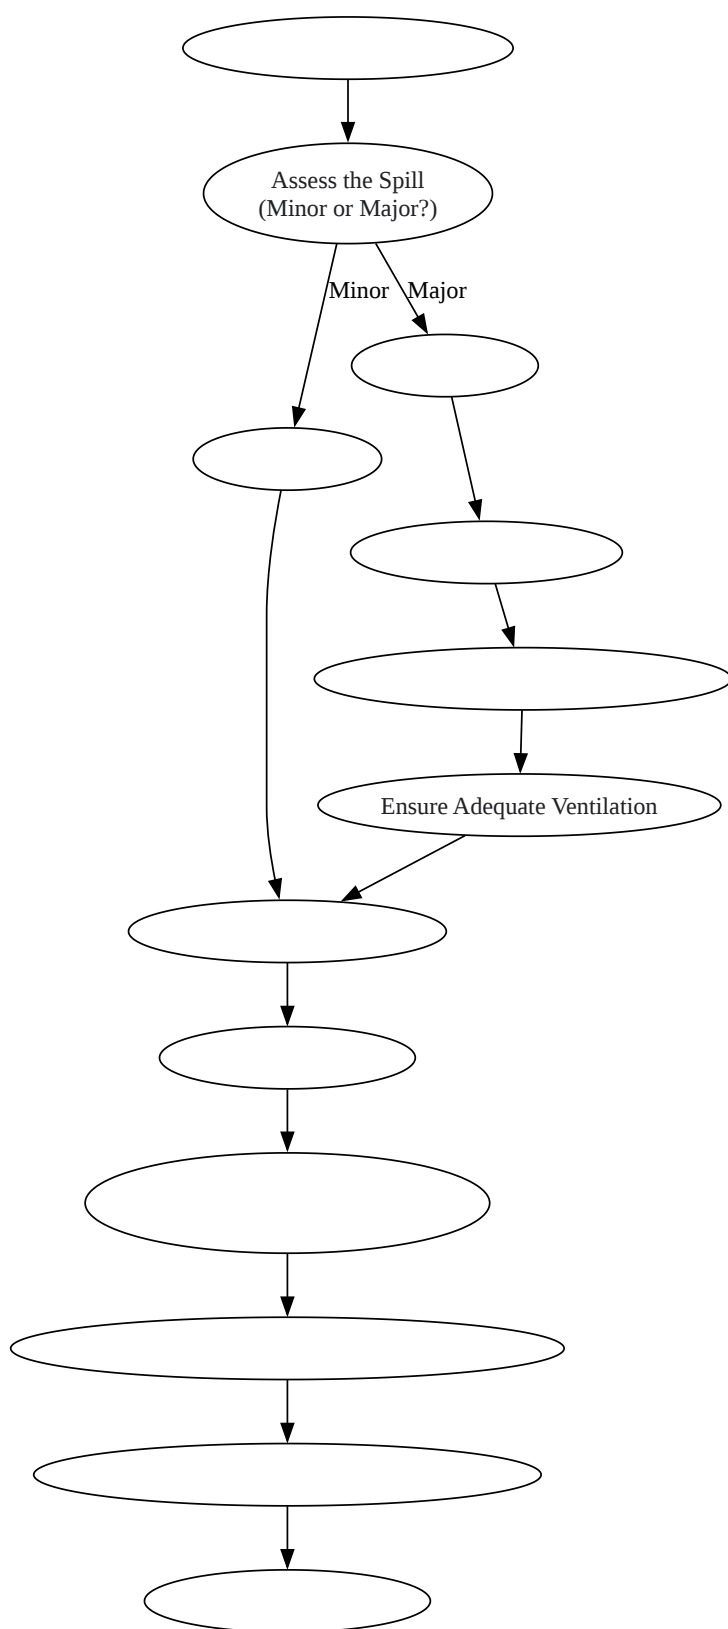 Assess the Spill
(Minor or Major?)
Minor
Major
Ensure Adequate Ventilation